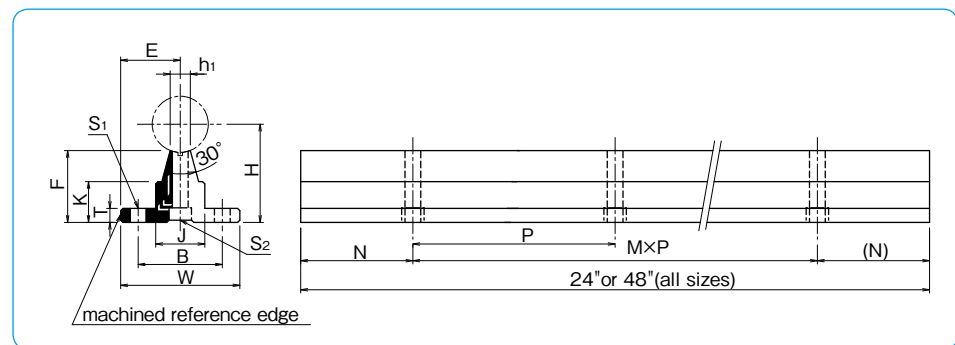 E
h1
S1
30°
F
K
T
H
J
S2
B
W
machined reference edge
P
N
M×P
(N)
24"or 48"(all sizes)